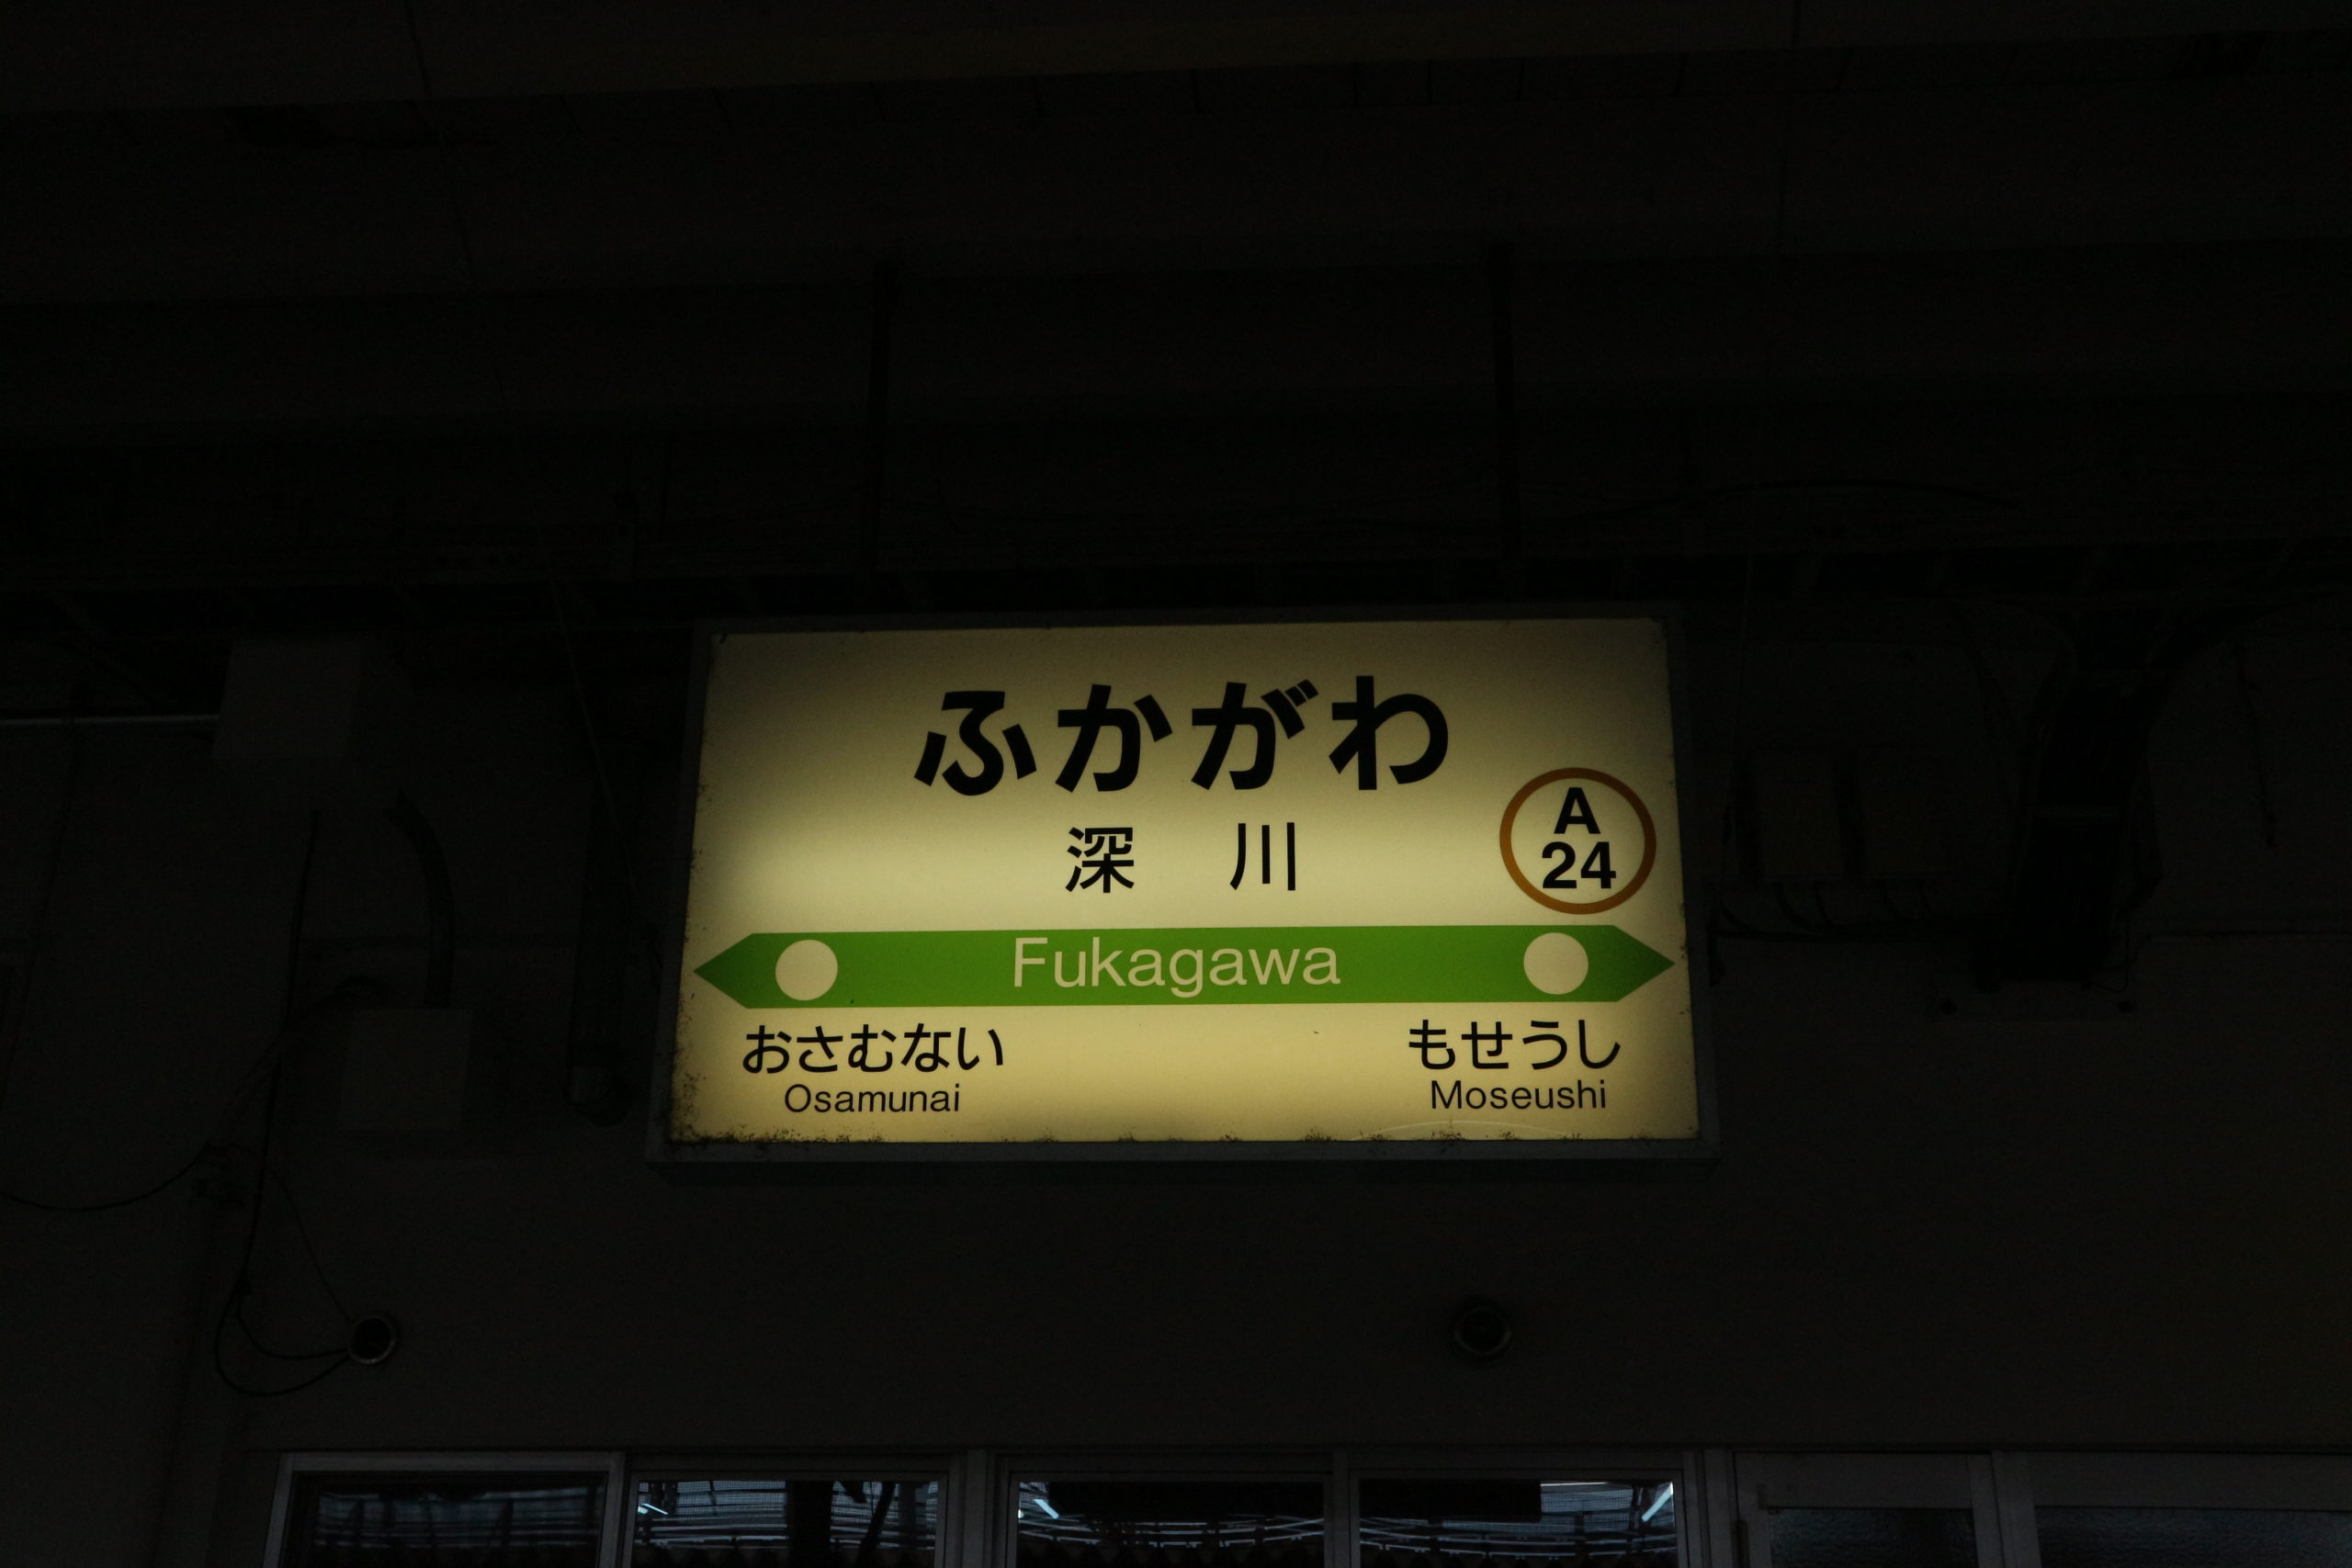 ふかがわ
深 川
A
24
Fukagawa
おさむない
Osamunai
もせうし
Moseushi